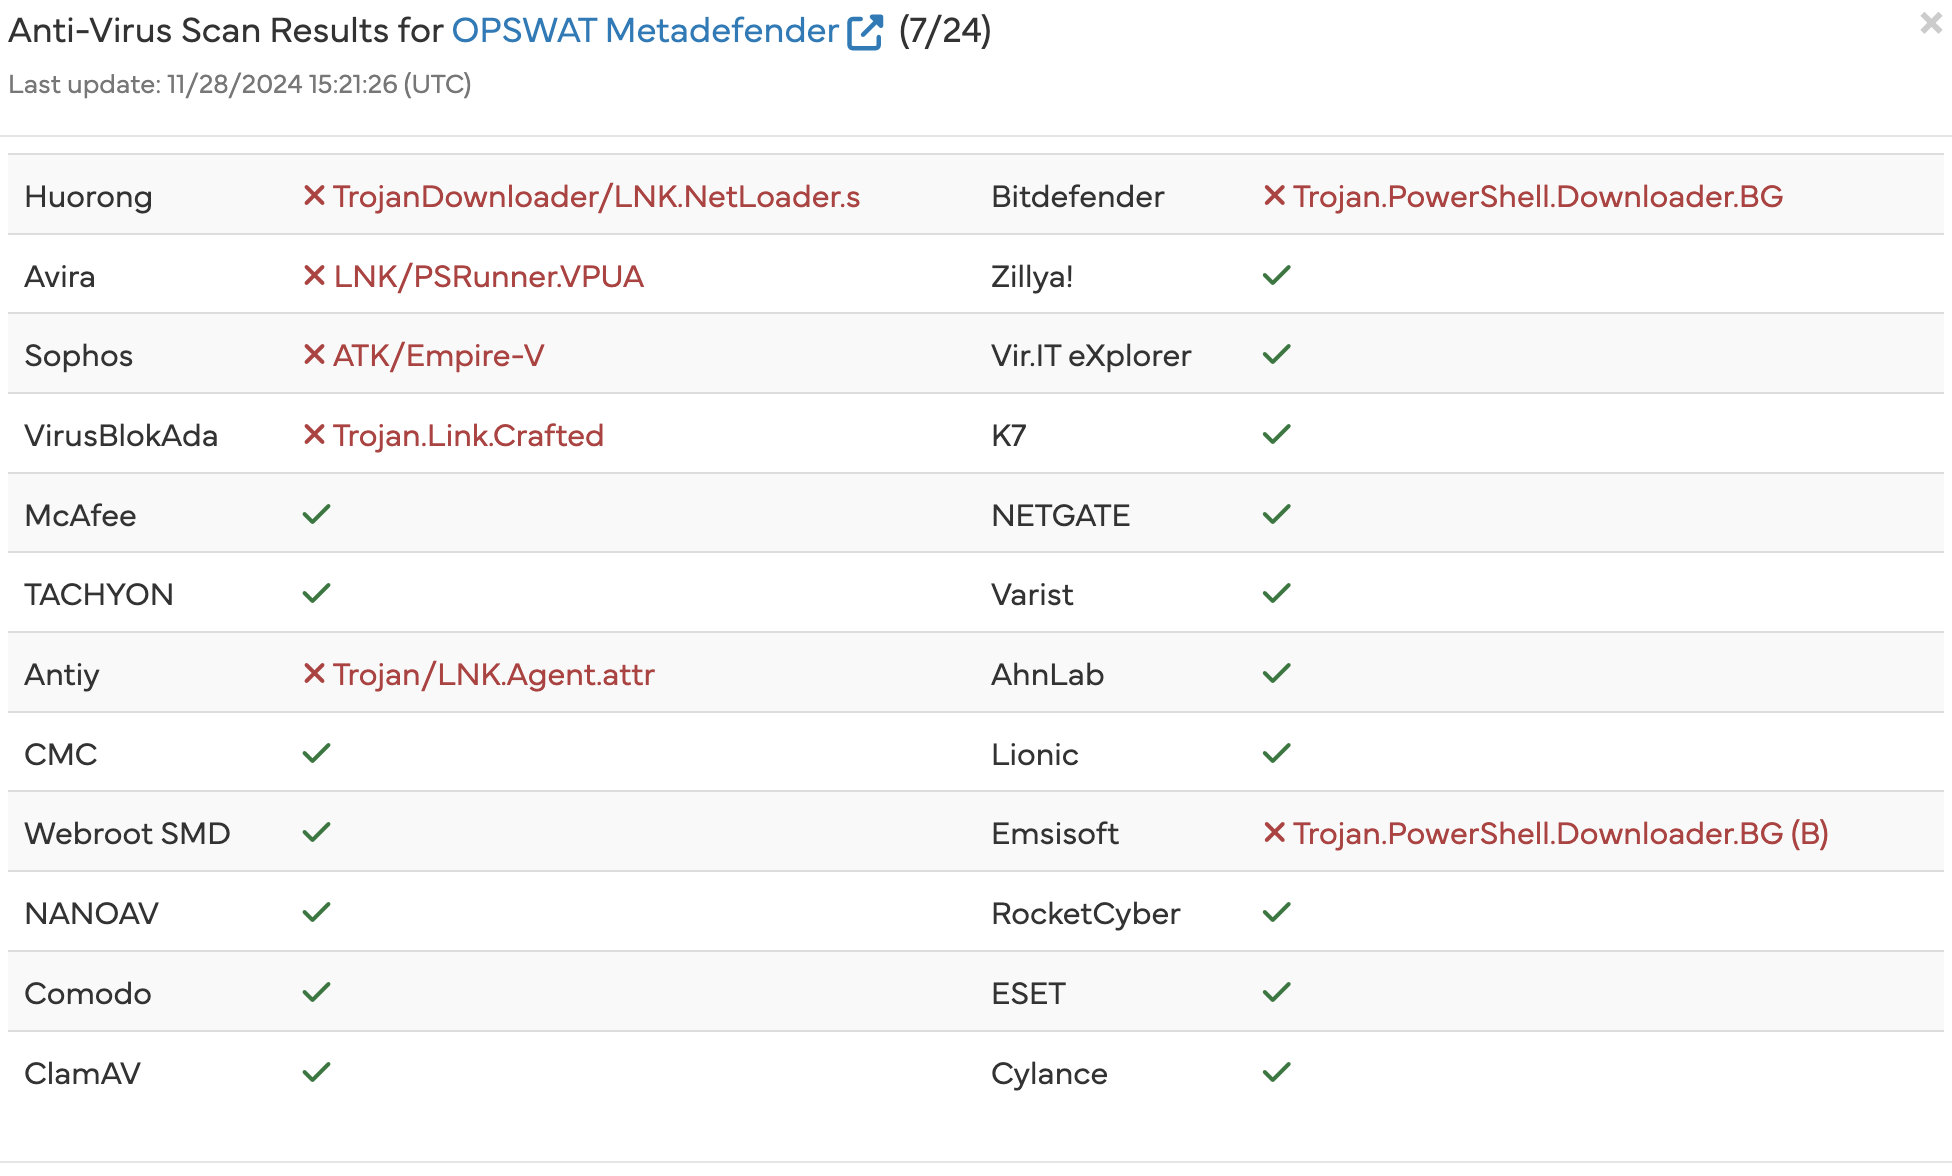 Anti-Virus Scan Results for OPSWAT Metadefender (7/24)
Last update: 11/28/2024 15:21:26 (UTC)
Huorong ✕ TrojanDownloader/LNK.NetLoader.s Bitdefender ✕ Trojan.PowerShell.Downloader.BG
Avira ✕ LNK/PSRunner.VPUA Zillya! ✓
Sophos ✕ ATK/Empire-V Vir.IT eXplorer ✓
VirusBlokAda ✕ Trojan.Link.Crafted K7 ✓
McAfee ✓ NETGATE ✓
TACHYON ✓ Varist ✓
Antiy ✕ Trojan/LNK.Agent.attr AhnLab ✓
CMC ✓ Lionic ✓
Webroot SMD ✓ Emsisoft ✕ Trojan.PowerShell.Downloader.BG (B)
NANOAV ✓ RocketCyber ✓
Comodo ✓ ESET ✓
ClamAV ✓ Cylance ✓